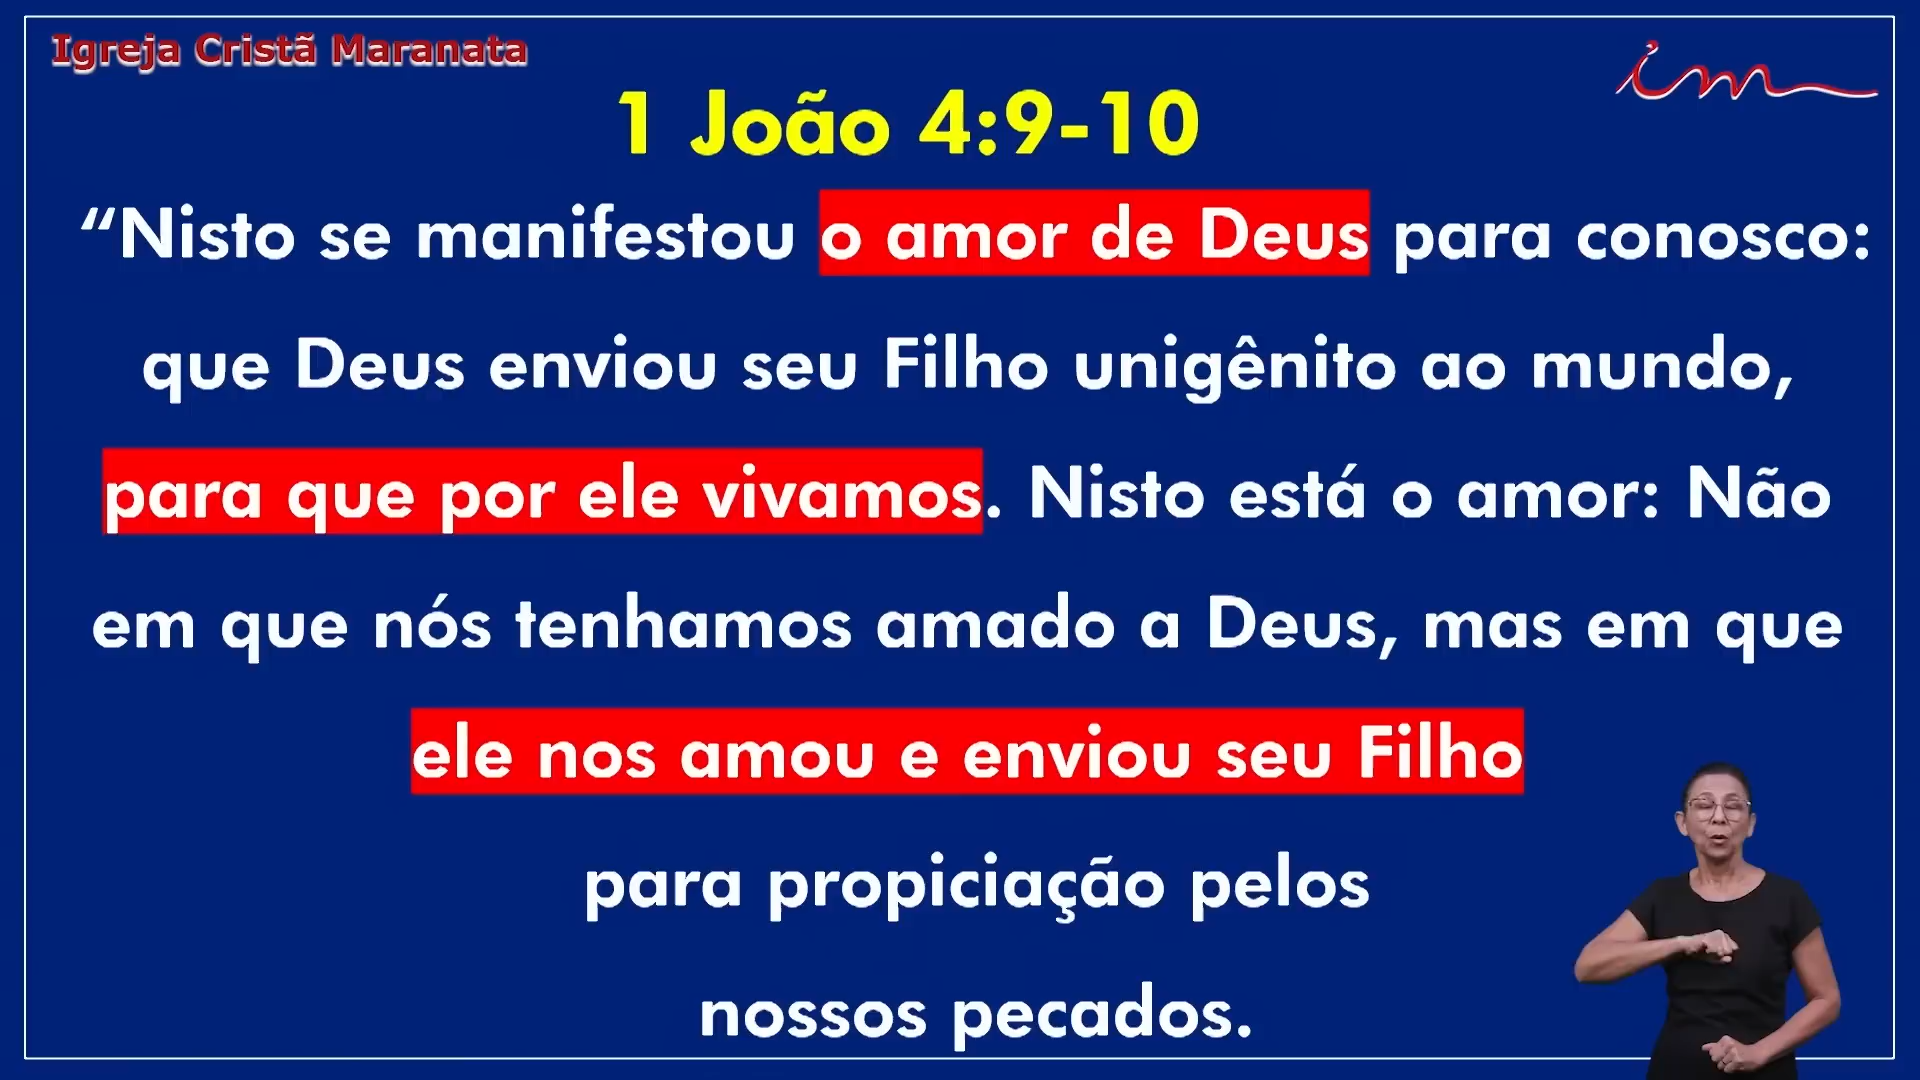 Igreja Cristã Maranata
im
1 João 4:9-10
“Nisto se manifestou o amor de Deus para conosco:
que Deus enviou seu Filho unigênito ao mundo,
para que por ele vivamos. Nisto está o amor: Não
em que nós tenhamos amado a Deus, mas em que
ele nos amou e enviou seu Filho
para propiciação pelos
nossos pecados.